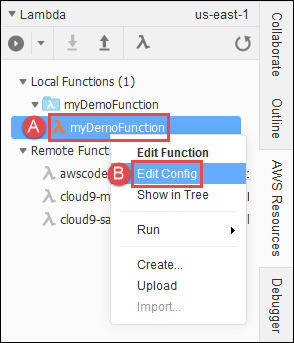 Lambda
us-east-1
λ
Local Functions (1)
myDemoFunction
A
λ myDemoFunction
Remote Funct
Edit Function
λ awscode
B
Edit Config
λ cloud9-m
Show in Tree
λ cloud9-sa
Run
Create...
Upload
Import...
Collaborate
Outline
AWS Resources
Debugger